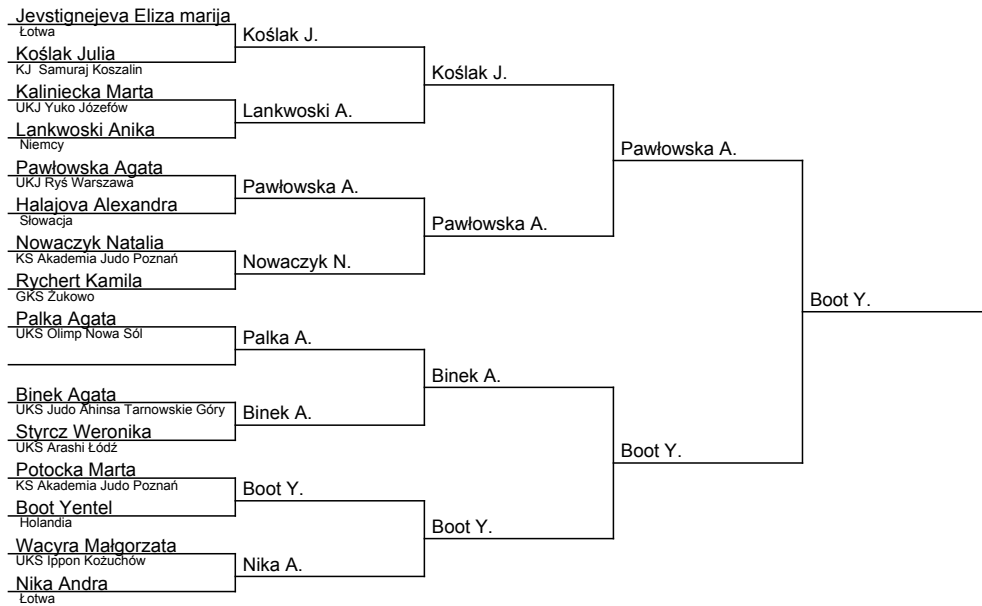 Jevstignejeva Eliza marija
Łotwa
Koślak Julia
KJ Samuraj Koszalin
Kaliniecka Marta
UKJ Yuko Józefów
Lankwoski Anika
Niemcy
Pawłowska Agata
UKJ Ryś Warszawa
Halajova Alexandra
Słowacja
Nowaczyk Natalia
KS Akademia Judo Poznań
Rychert Kamila
GKS Żukowo
Palka Agata
UKS Olimp Nowa Sól
Binek Agata
UKS Judo Ahinsa Tarnowskie Góry
Styrcz Weronika
UKS Arashi Łódź
Potocka Marta
KS Akademia Judo Poznań
Boot Yentel
Holandia
Wacyra Małgorzata
UKS Ippon Kożuchów
Nika Andra
Łotwa
Koślak J.
Lankwoski A.
Pawłowska A.
Nowaczyk N.
Palka A.
Binek A.
Boot Y.
Nika A.
Koślak J.
Pawłowska A.
Binek A.
Boot Y.
Pawłowska A.
Boot Y.
Boot Y.